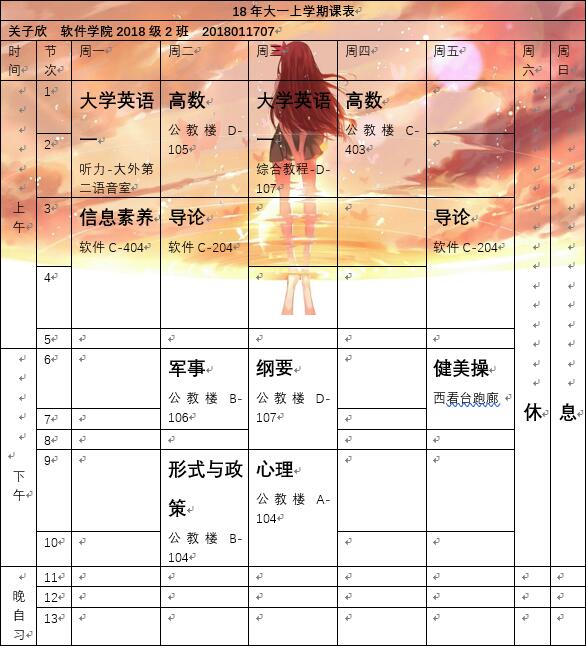 18年大一上学期课表
关子欣 软件学院2018级2班 2018011707
时间 节次 周一 周二 周三 周四 周五 周六 周日
上午
1
大学英语一
听力-大外第二语音室
高数
公教楼 D-105
大学英语一
综合教程-D-107
高数
公教楼 C-403
2
3
信息素养
软件C-404
导论
软件C-204
导论
软件C-204
4
5
下午
6
军事
公教楼 B-106
纲要
公教楼 D-107
健美操
西看台跑廊
休 息
7
8
9
形式与政策
公教楼 B-104
心理
公教楼 A-104
10
晚自习
11
12
13